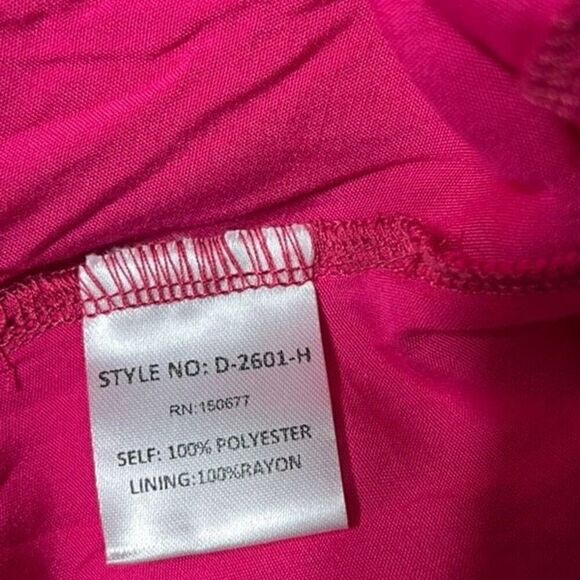 STYLE NO: D-2601-H
RN:150677
SELF: 100% POLYESTER
LINING:100%RAYON